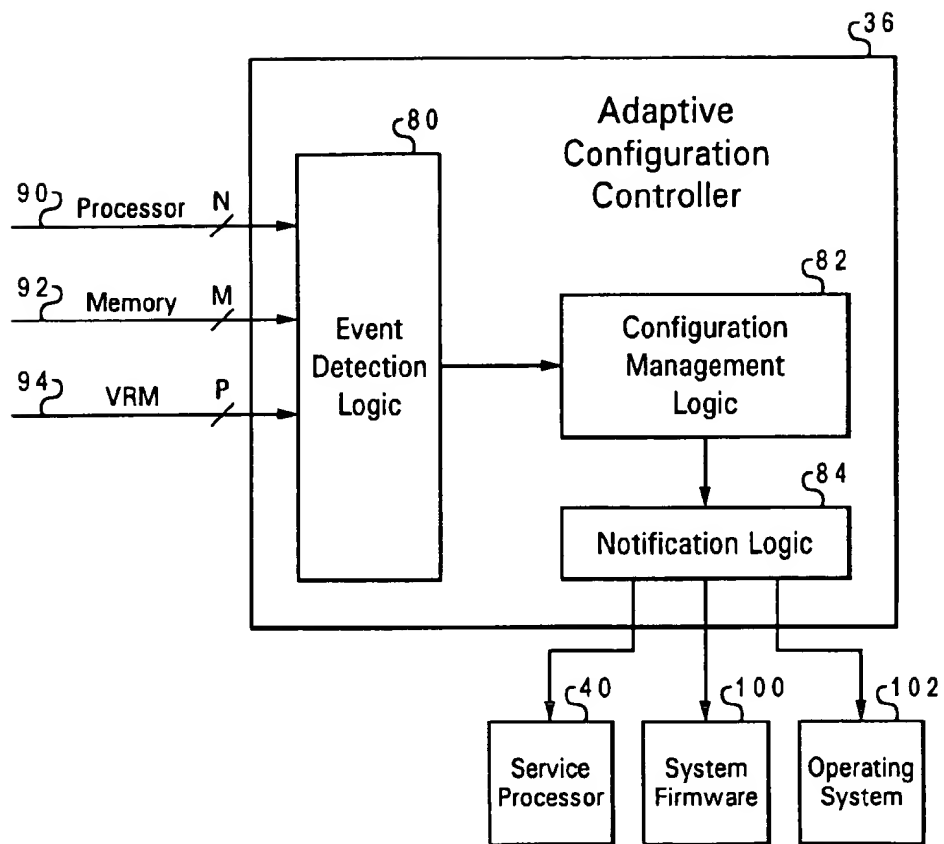 36
Adaptive
Configuration
Controller
80
90
Processor N
92
Memory M
94
VRM P
Event
Detection
Logic
82
Configuration
Management
Logic
84
Notification Logic
40
100
102
Service
Processor
System
Firmware
Operating
System